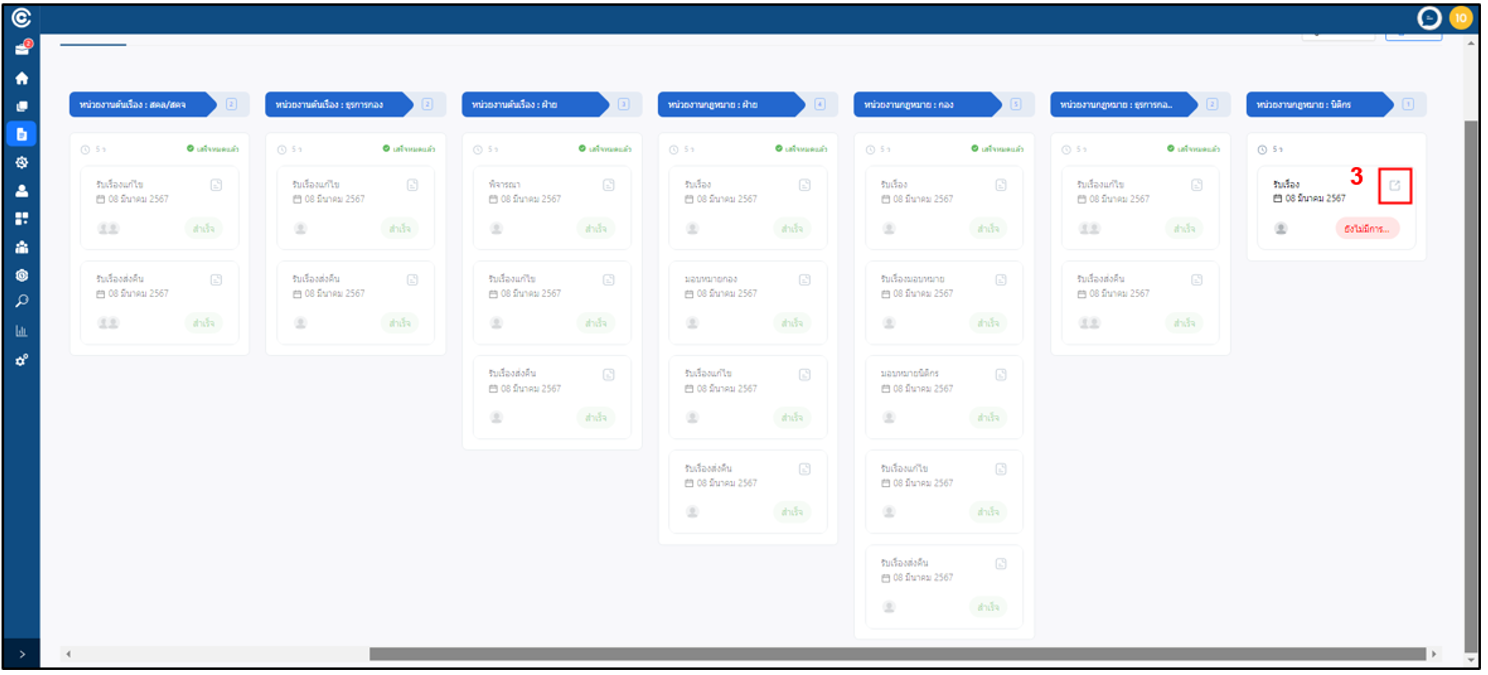 10
2
หน่วยงานต้นเรื่อง : สคล/สคจ 2
หน่วยงานต้นเรื่อง : ธุรการกอง 2
หน่วยงานต้นเรื่อง : ฝ่าย 3
หน่วยงานกฎหมาย : ฝ่าย 4
หน่วยงานกฎหมาย : กอง 5
หน่วยงานกฎหมาย : ธุรการกอ... 2
หน่วยงานกฎหมาย : นิติกร 1
5 ว เสร็จหมดแล้ว
รับเรื่องแก้ไข
08 มีนาคม 2567
สำเร็จ
รับเรื่องส่งคืน
08 มีนาคม 2567
สำเร็จ
5 ว เสร็จหมดแล้ว
รับเรื่องแก้ไข
08 มีนาคม 2567
สำเร็จ
รับเรื่องส่งคืน
08 มีนาคม 2567
สำเร็จ
5 ว เสร็จหมดแล้ว
พิจารณา
08 มีนาคม 2567
สำเร็จ
รับเรื่องแก้ไข
08 มีนาคม 2567
สำเร็จ
รับเรื่องส่งคืน
08 มีนาคม 2567
สำเร็จ
5 ว เสร็จหมดแล้ว
รับเรื่อง
08 มีนาคม 2567
สำเร็จ
มอบหมายกอง
08 มีนาคม 2567
สำเร็จ
รับเรื่องแก้ไข
08 มีนาคม 2567
สำเร็จ
รับเรื่องส่งคืน
08 มีนาคม 2567
สำเร็จ
5 ว เสร็จหมดแล้ว
รับเรื่อง
08 มีนาคม 2567
สำเร็จ
รับเรื่องมอบหมาย
08 มีนาคม 2567
สำเร็จ
มอบหมายนิติกร
08 มีนาคม 2567
สำเร็จ
รับเรื่องแก้ไข
08 มีนาคม 2567
สำเร็จ
รับเรื่องส่งคืน
08 มีนาคม 2567
สำเร็จ
5 ว เสร็จหมดแล้ว
รับเรื่องแก้ไข
08 มีนาคม 2567
สำเร็จ
รับเรื่องส่งคืน
08 มีนาคม 2567
สำเร็จ
5 ว
รับเรื่อง 3
08 มีนาคม 2567
ยังไม่มีการ...